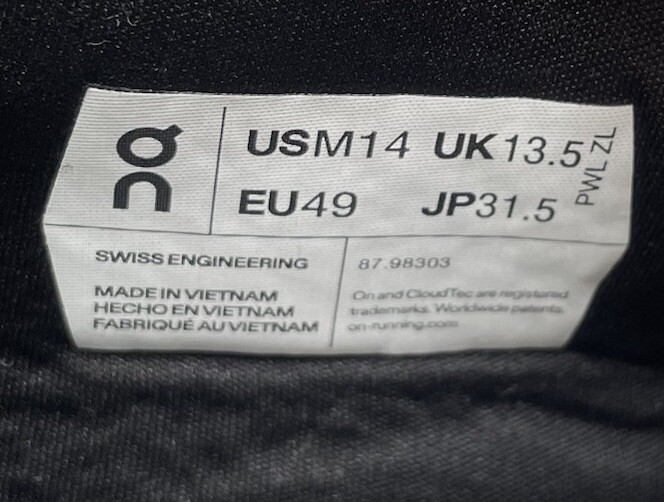 On
USM14 UK13.5
EU49 JP31.5
PWL ZL
SWISS ENGINEERING
MADE IN VIETNAM
HECHO EN VIETNAM
FABRIQUÉ AU VIETNAM
87.98303
On and CloudTec are registered
trademarks. Worldwide patents.
on-running.com